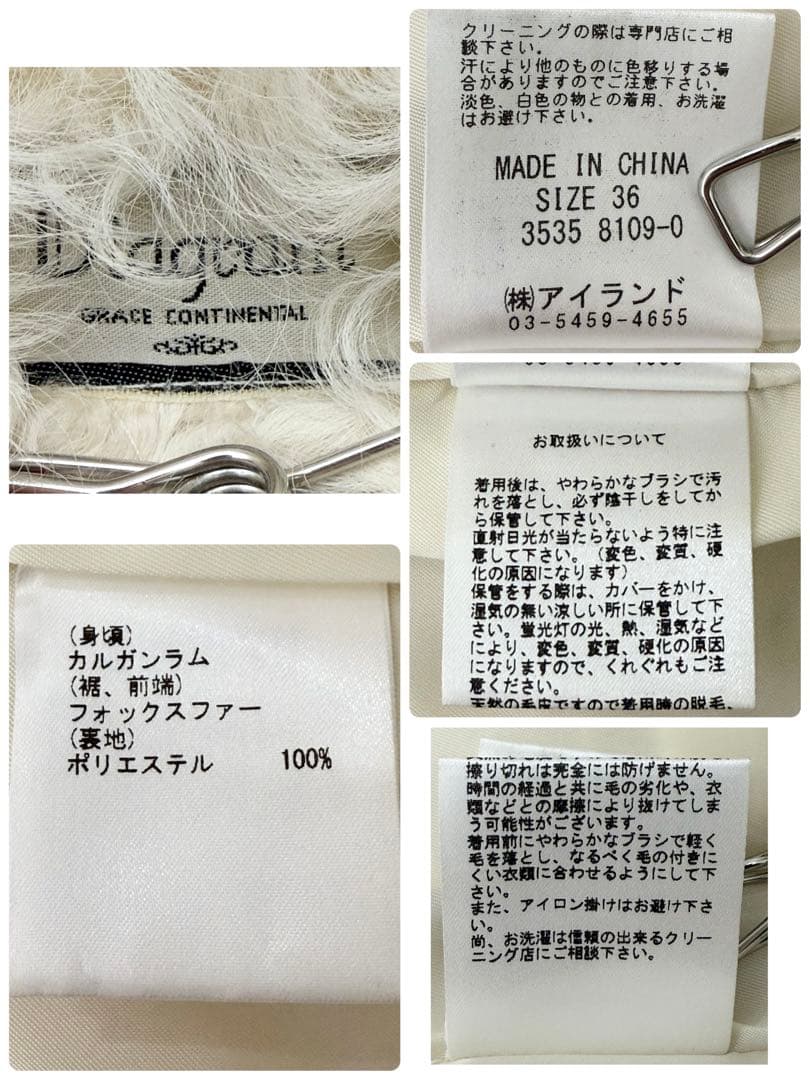 Diagram
GRACE CONTINENTAL
クリーニングの際は専門店にご相
談下さい。
汗により他のものに色移りする場
合がありますのでご注意下さい。
淡色、白色の物との着用、お洗濯
はお避け下さい。
MADE IN CHINA
SIZE 36
3535 8109-0
㈱アイランド
03-5459-4655
お取扱いについて
着用後は、やわらかなブラシで汚
れを落とし、必ず陰干しをしてか
ら保管して下さい。
直射日光が当たらないよう特に注
意して下さい。（変色、変質、硬
化の原因になります）
保管をする際は、カバーをかけ、
湿気の無い涼しい所に保管して下
さい。蛍光灯の光、熱、湿気など
により、変色、変質、硬化の原因
になりますので、くれぐれもご注
意ください。
天然の毛皮ですので着用時の脱毛、
(身頃)
カルガンラム
(裾、前端)
フォックスファー
(裏地)
ポリエステル 100%
擦り切れは完全には防げません。
時間の経過と共に毛の劣化や、衣
類などとの摩擦により抜けてしま
う可能性がございます。
着用前にやわらかなブラシで軽く
毛を落とし、なるべく毛の付きに
くい衣類に合わせるようにして下
さい。
また、アイロン掛けはお避け下さ
い。
尚、お洗濯は信頼の出来るクリー
ニング店にご相談下さい。